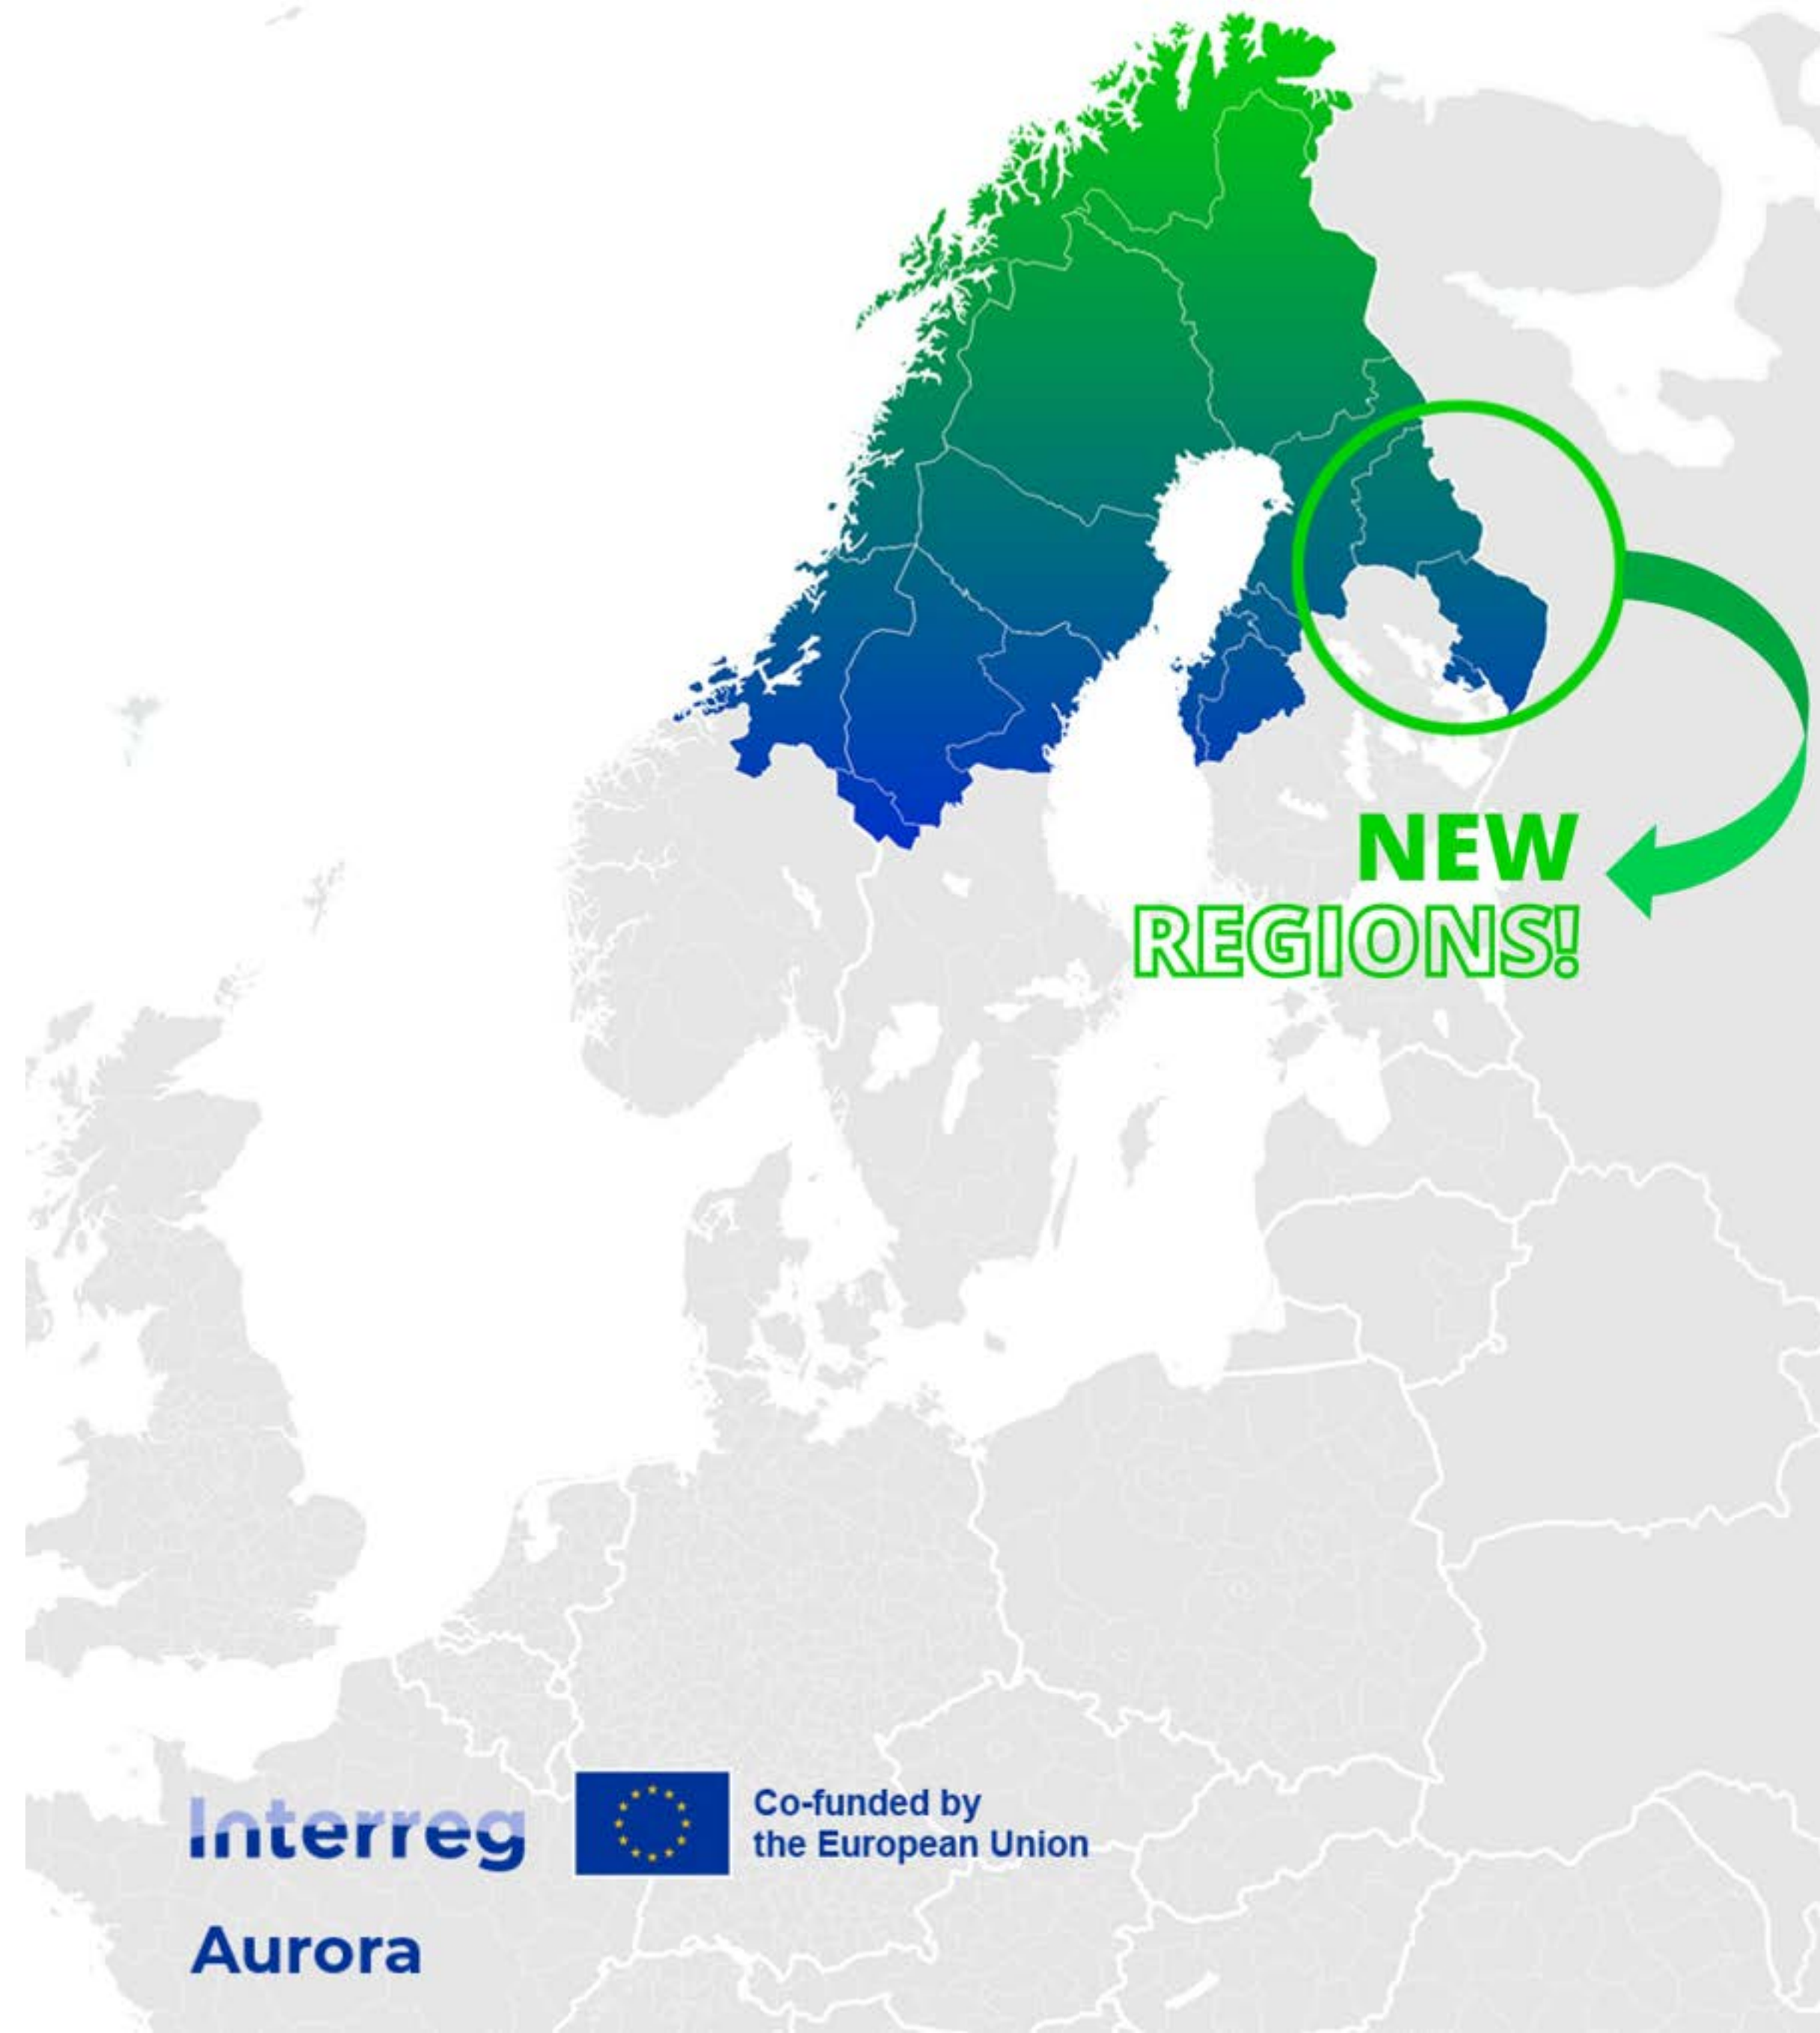 NEW
REGIONS!
Interreg
Co-funded by
the European Union
Aurora